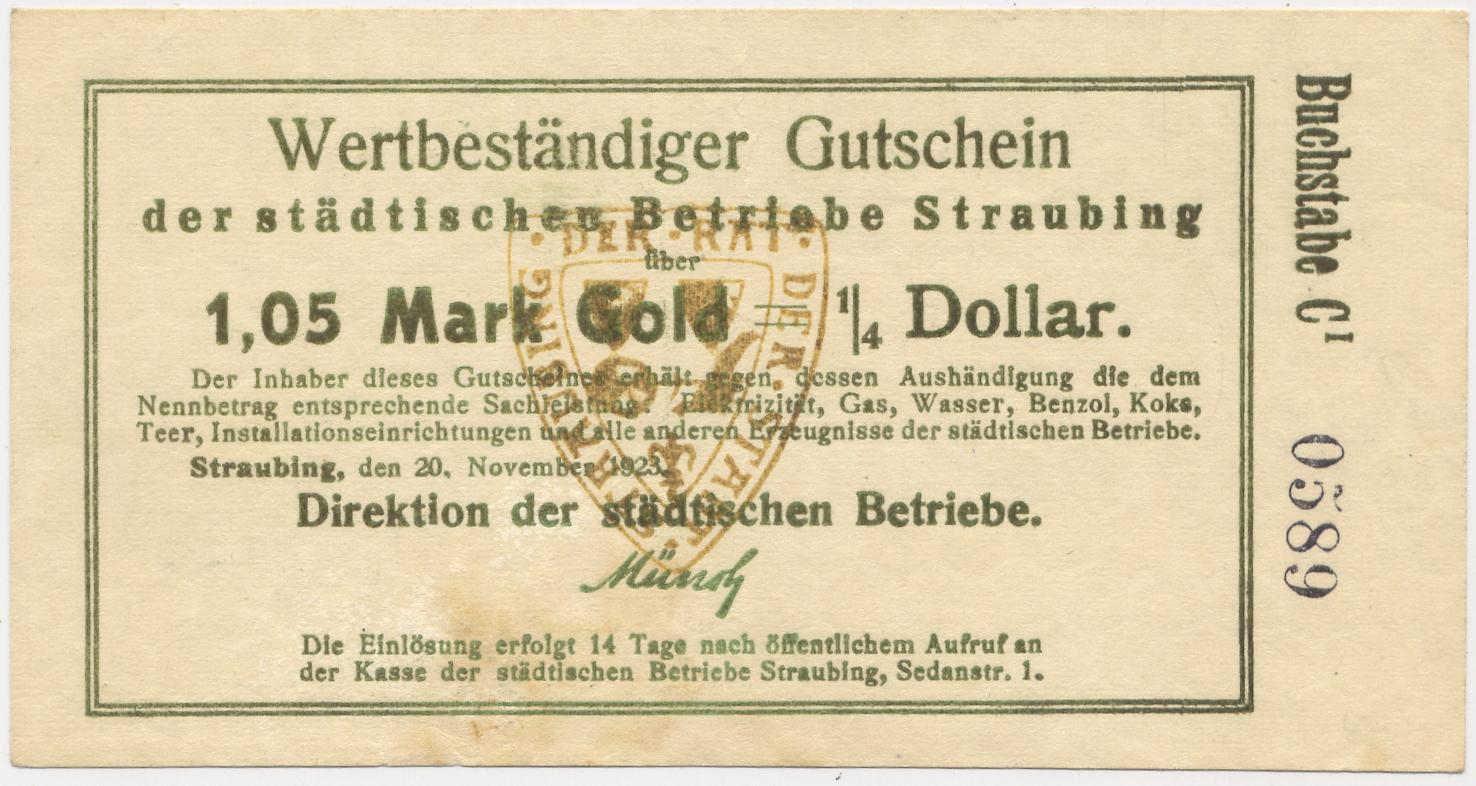 Wertbeständiger Gutschein
der städtischen Betriebe Straubing
über
1,05 Mark Gold = 1/4 Dollar.
Der Inhaber dieses Gutscheines erhält gegen dessen Aushändigung die dem
Nennbetrag entsprechende Sachleistung: Elektrizität, Gas, Wasser, Benzol, Koks,
Teer, Installationseinrichtungen und alle anderen Erzeugnisse der städtischen Betriebe.
Straubing, den 20. November 1923.
Direktion der städtischen Betriebe.
Münch
Die Einlösung erfolgt 14 Tage nach öffentlichem Aufruf an
der Kasse der städtischen Betriebe Straubing, Sedanstr. 1.
Buchstabe C¹
0589
· DER · RAT · DER · STADT · STRAUBING